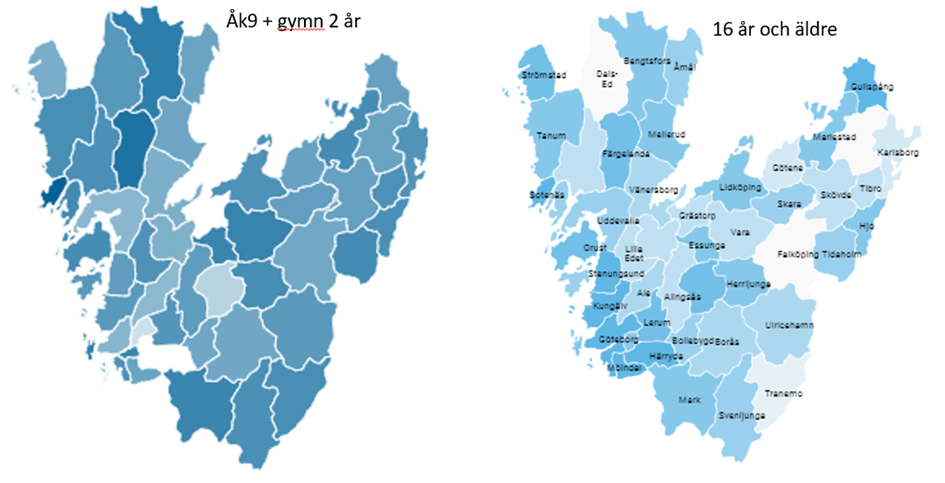 Åk9 + gymn 2 år
16 år och äldre
Strömstad
Dals-
Ed
Bengtsfors
Åmål
Gullspång
Tanum
Färgelanda
Mellerud
Mariestad
Karlsborg
Götene
Sotenäs
Vänersborg
Lidköping
Skara
Skövde
Tibro
Uddevalla
Grästorp
Vara
Hjo
Orust
Lilla
Edet
Essunga
Falköping
Tidaholm
Stenungsund
Herrljunga
Kungälv
Ale
Alingsås
Lerum
Ulricehamn
Göteborg
Bollebygd
Borås
Härryda
Mölndal
Tranemo
Mark
Svenljunga